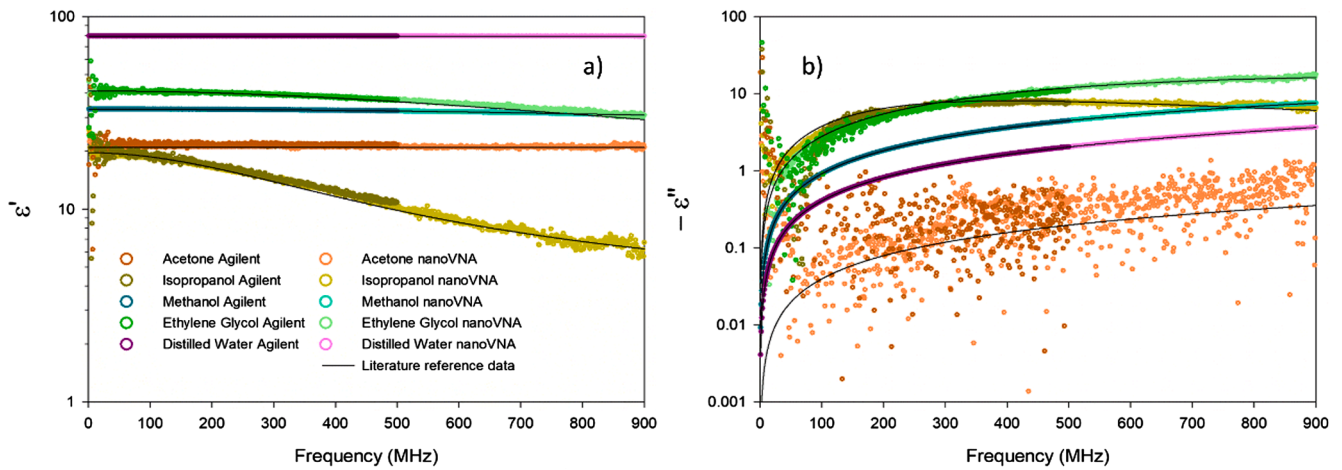 a)
100
10
1
ε'
Acetone Agilent
Acetone nanoVNA
Isopropanol Agilent
Isopropanol nanoVNA
Methanol Agilent
Methanol nanoVNA
Ethylene Glycol Agilent
Ethylene Glycol nanoVNA
Distilled Water Agilent
Distilled Water nanoVNA
Literature reference data
0 100 200 300 400 500 600 700 800 900
Frequency (MHz)
b)
100
10
1
0.1
0.01
0.001
− ε''
0 100 200 300 400 500 600 700 800 900
Frequency (MHz)